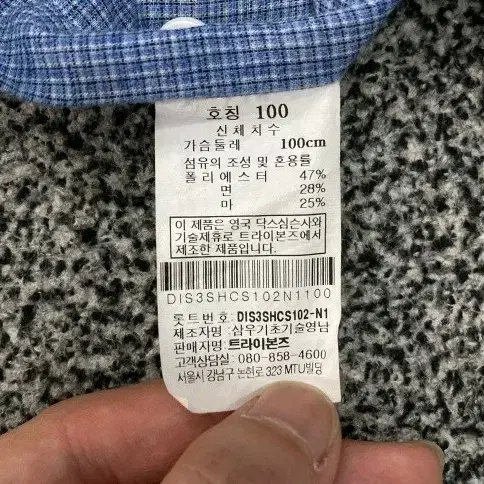 호칭 100
신체치수
가슴둘레 100cm
섬유의 조성 및 혼용률
폴리에스터 47%
면 28%
마 25%
이 제품은 영국 닥스심슨사와
기술제휴로 트라이본즈에서
제조한 제품입니다.
DIS3SHCS102N1100
롯트번호: DIS3SHCS102-N1
제조자명 : 삼우기초기술영남
판매자명: 트라이본즈
고객상담실: 080-858-4600
서울시 강남구 논현로 323 MTU빌딩